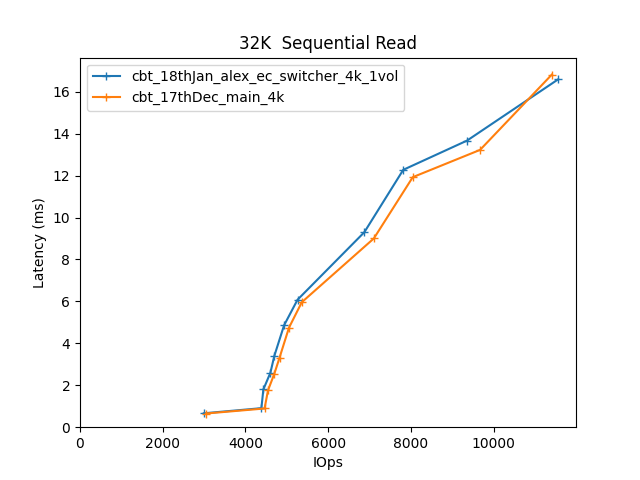 32K  Sequential Read
cbt_18thJan_alex_ec_switcher_4k_1vol
cbt_17thDec_main_4k
Latency (ms)
16
14
12
10
8
6
4
2
0
0 2000 4000 6000 8000 10000
IOps